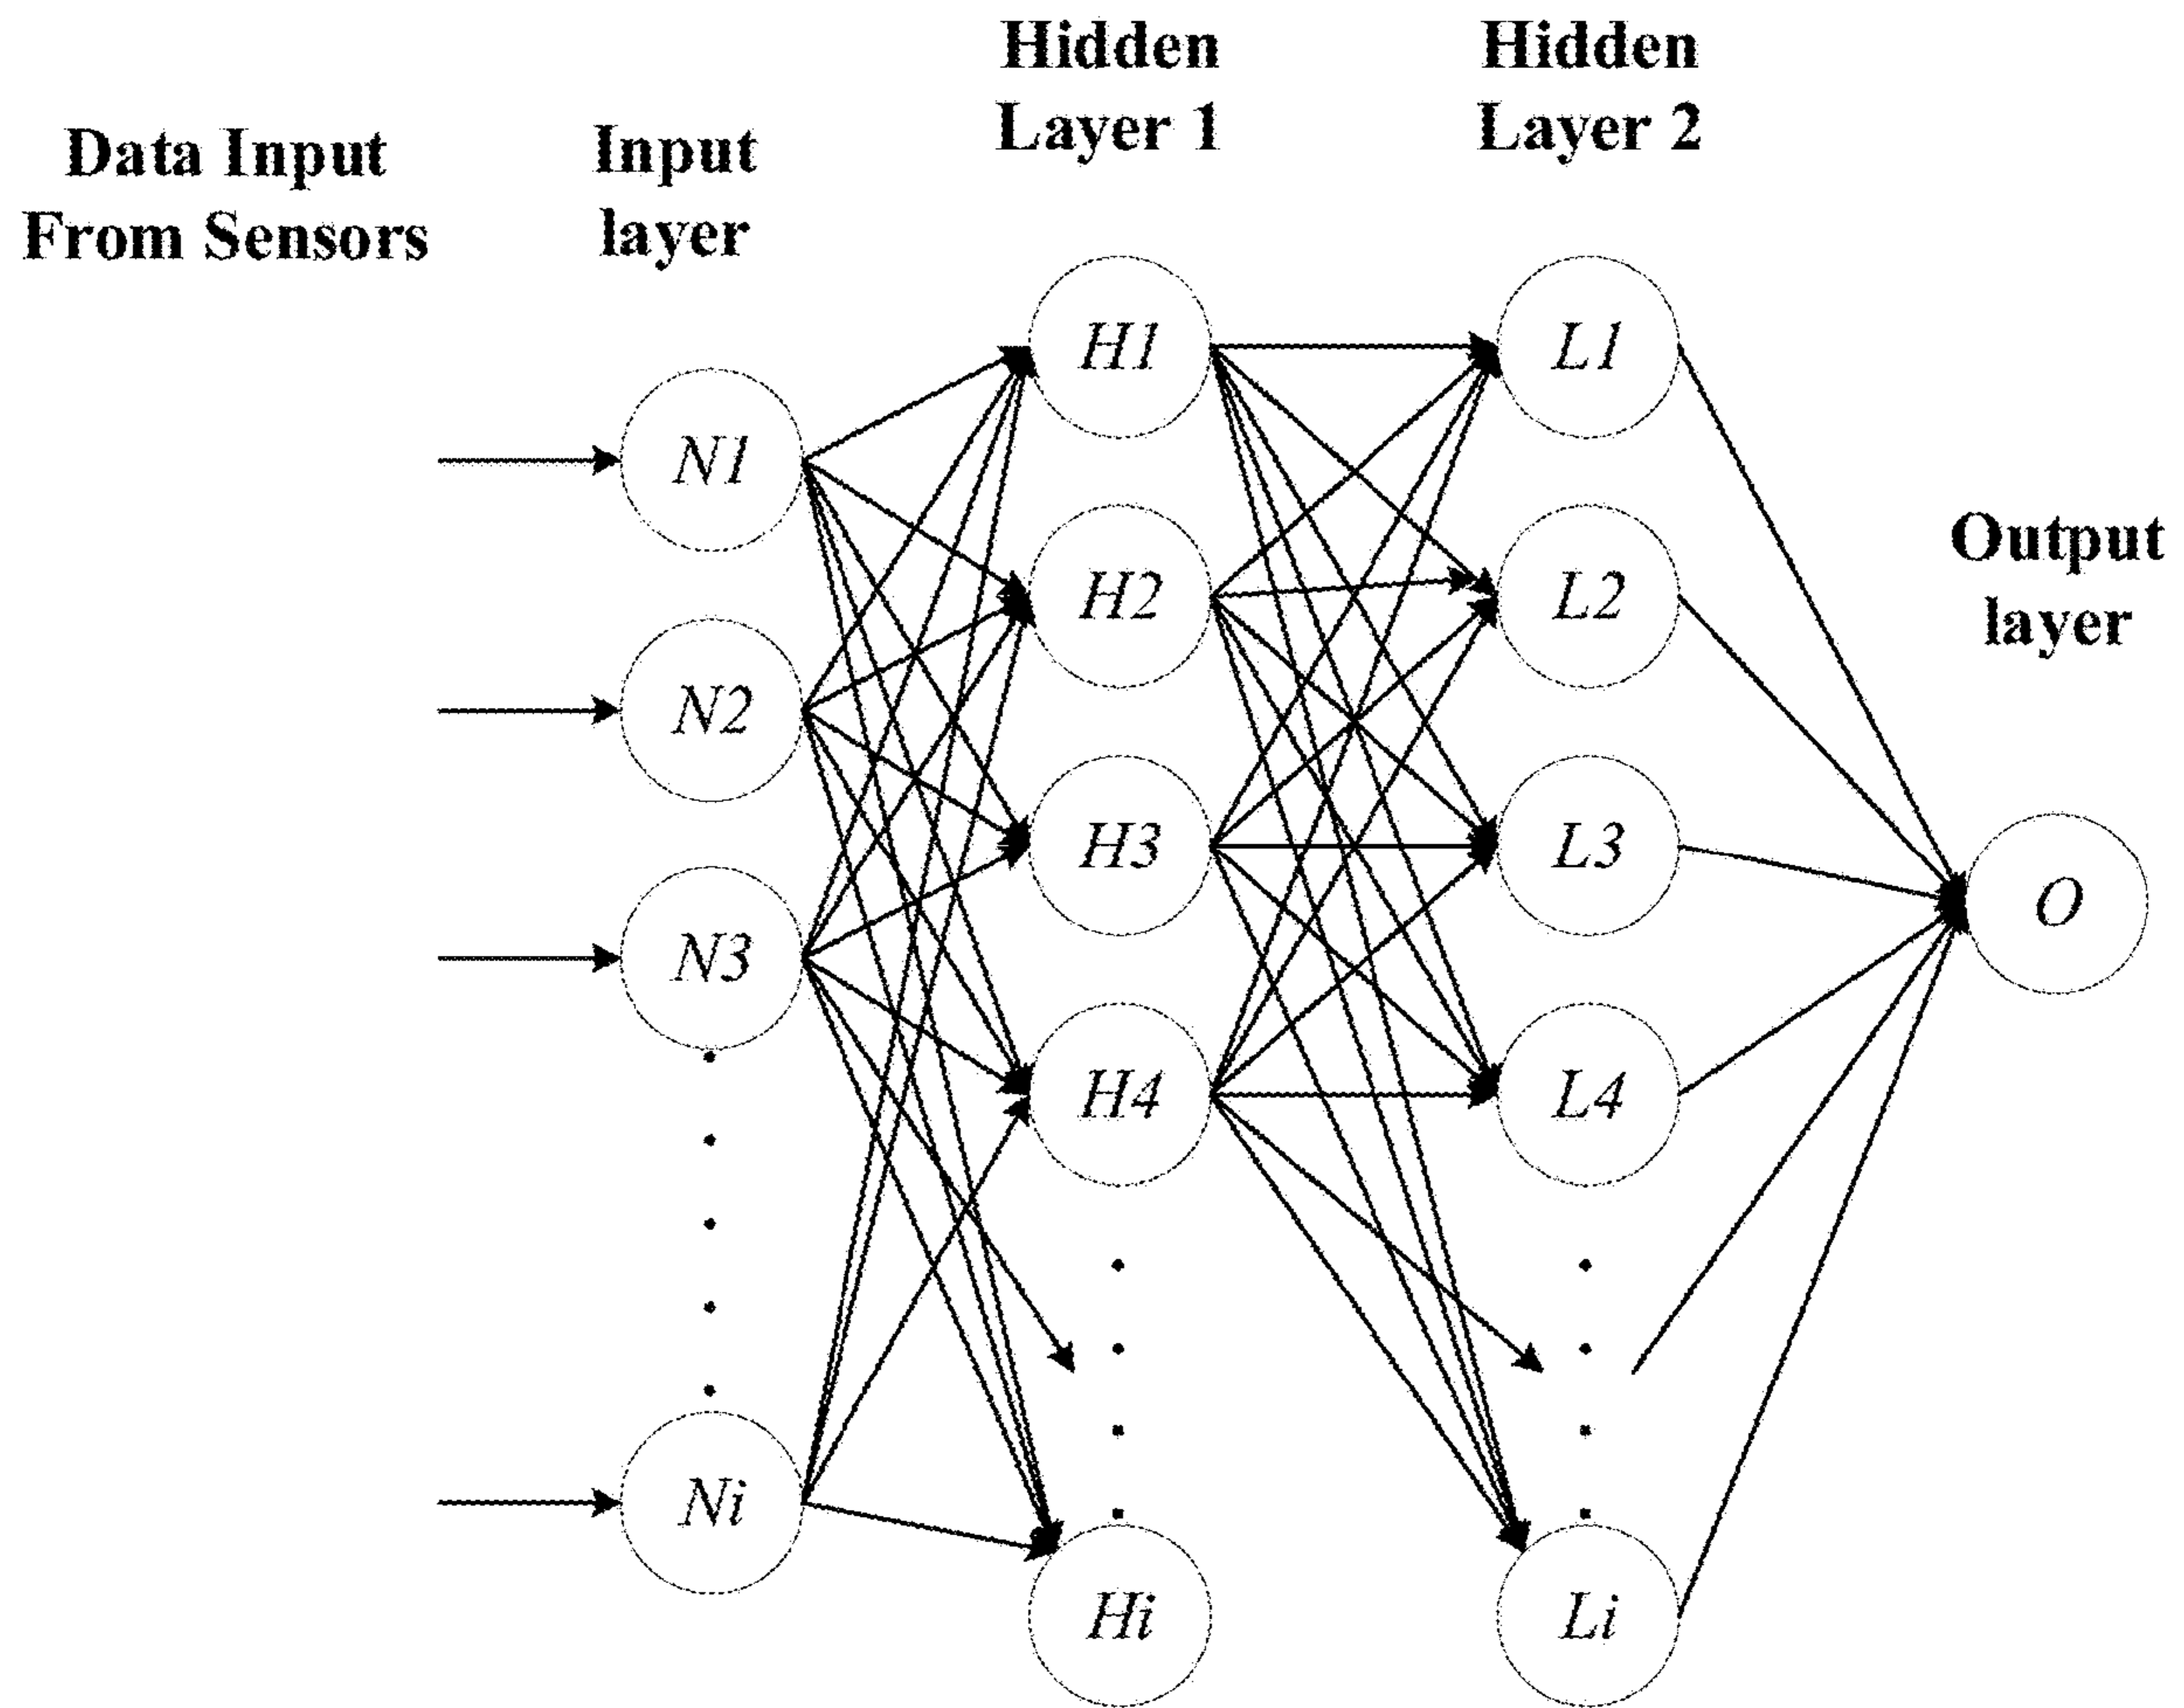 Hidden
Layer 1
Hidden
Layer 2
Data Input
From Sensors
Input
layer
Output
layer
N1
N2
N3
Ni
H1
H2
H3
H4
Hi
L1
L2
L3
L4
Li
O